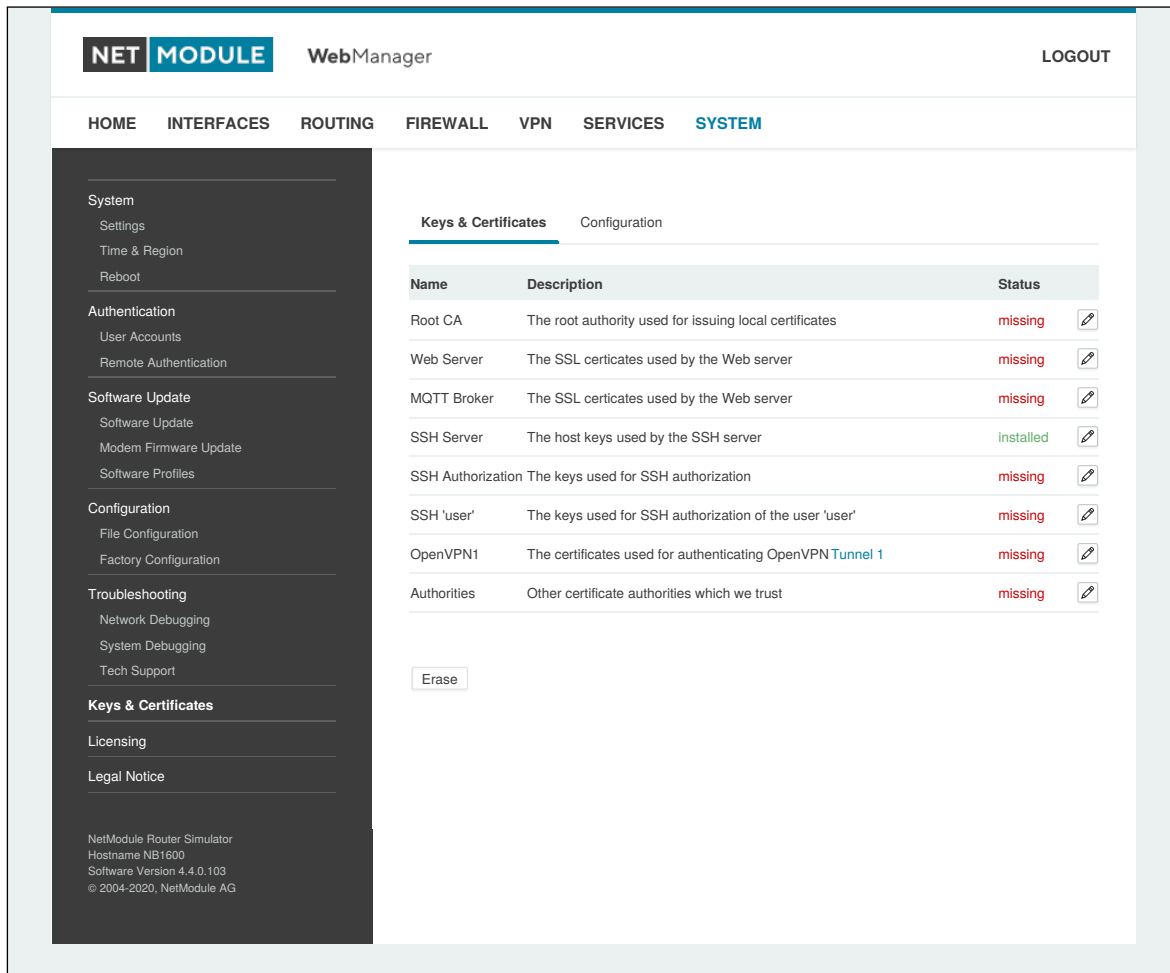 NET MODULE WebManager LOGOUT
HOME INTERFACES ROUTING FIREWALL VPN SERVICES SYSTEM
System
Settings
Time & Region
Reboot
Authentication
User Accounts
Remote Authentication
Software Update
Software Update
Modem Firmware Update
Software Profiles
Configuration
File Configuration
Factory Configuration
Troubleshooting
Network Debugging
System Debugging
Tech Support
Keys & Certificates
Licensing
Legal Notice
NetModule Router Simulator
Hostname NB1600
Software Version 4.4.0.103
© 2004-2020, NetModule AG
Keys & Certificates Configuration
Name Description Status
Root CA The root authority used for issuing local certificates missing
Web Server The SSL certicates used by the Web server missing
MQTT Broker The SSL certicates used by the Web server missing
SSH Server The host keys used by the SSH server installed
SSH Authorization The keys used for SSH authorization missing
SSH 'user' The keys used for SSH authorization of the user 'user' missing
OpenVPN1 The certificates used for authenticating OpenVPN Tunnel 1 missing
Authorities Other certificate authorities which we trust missing
Erase